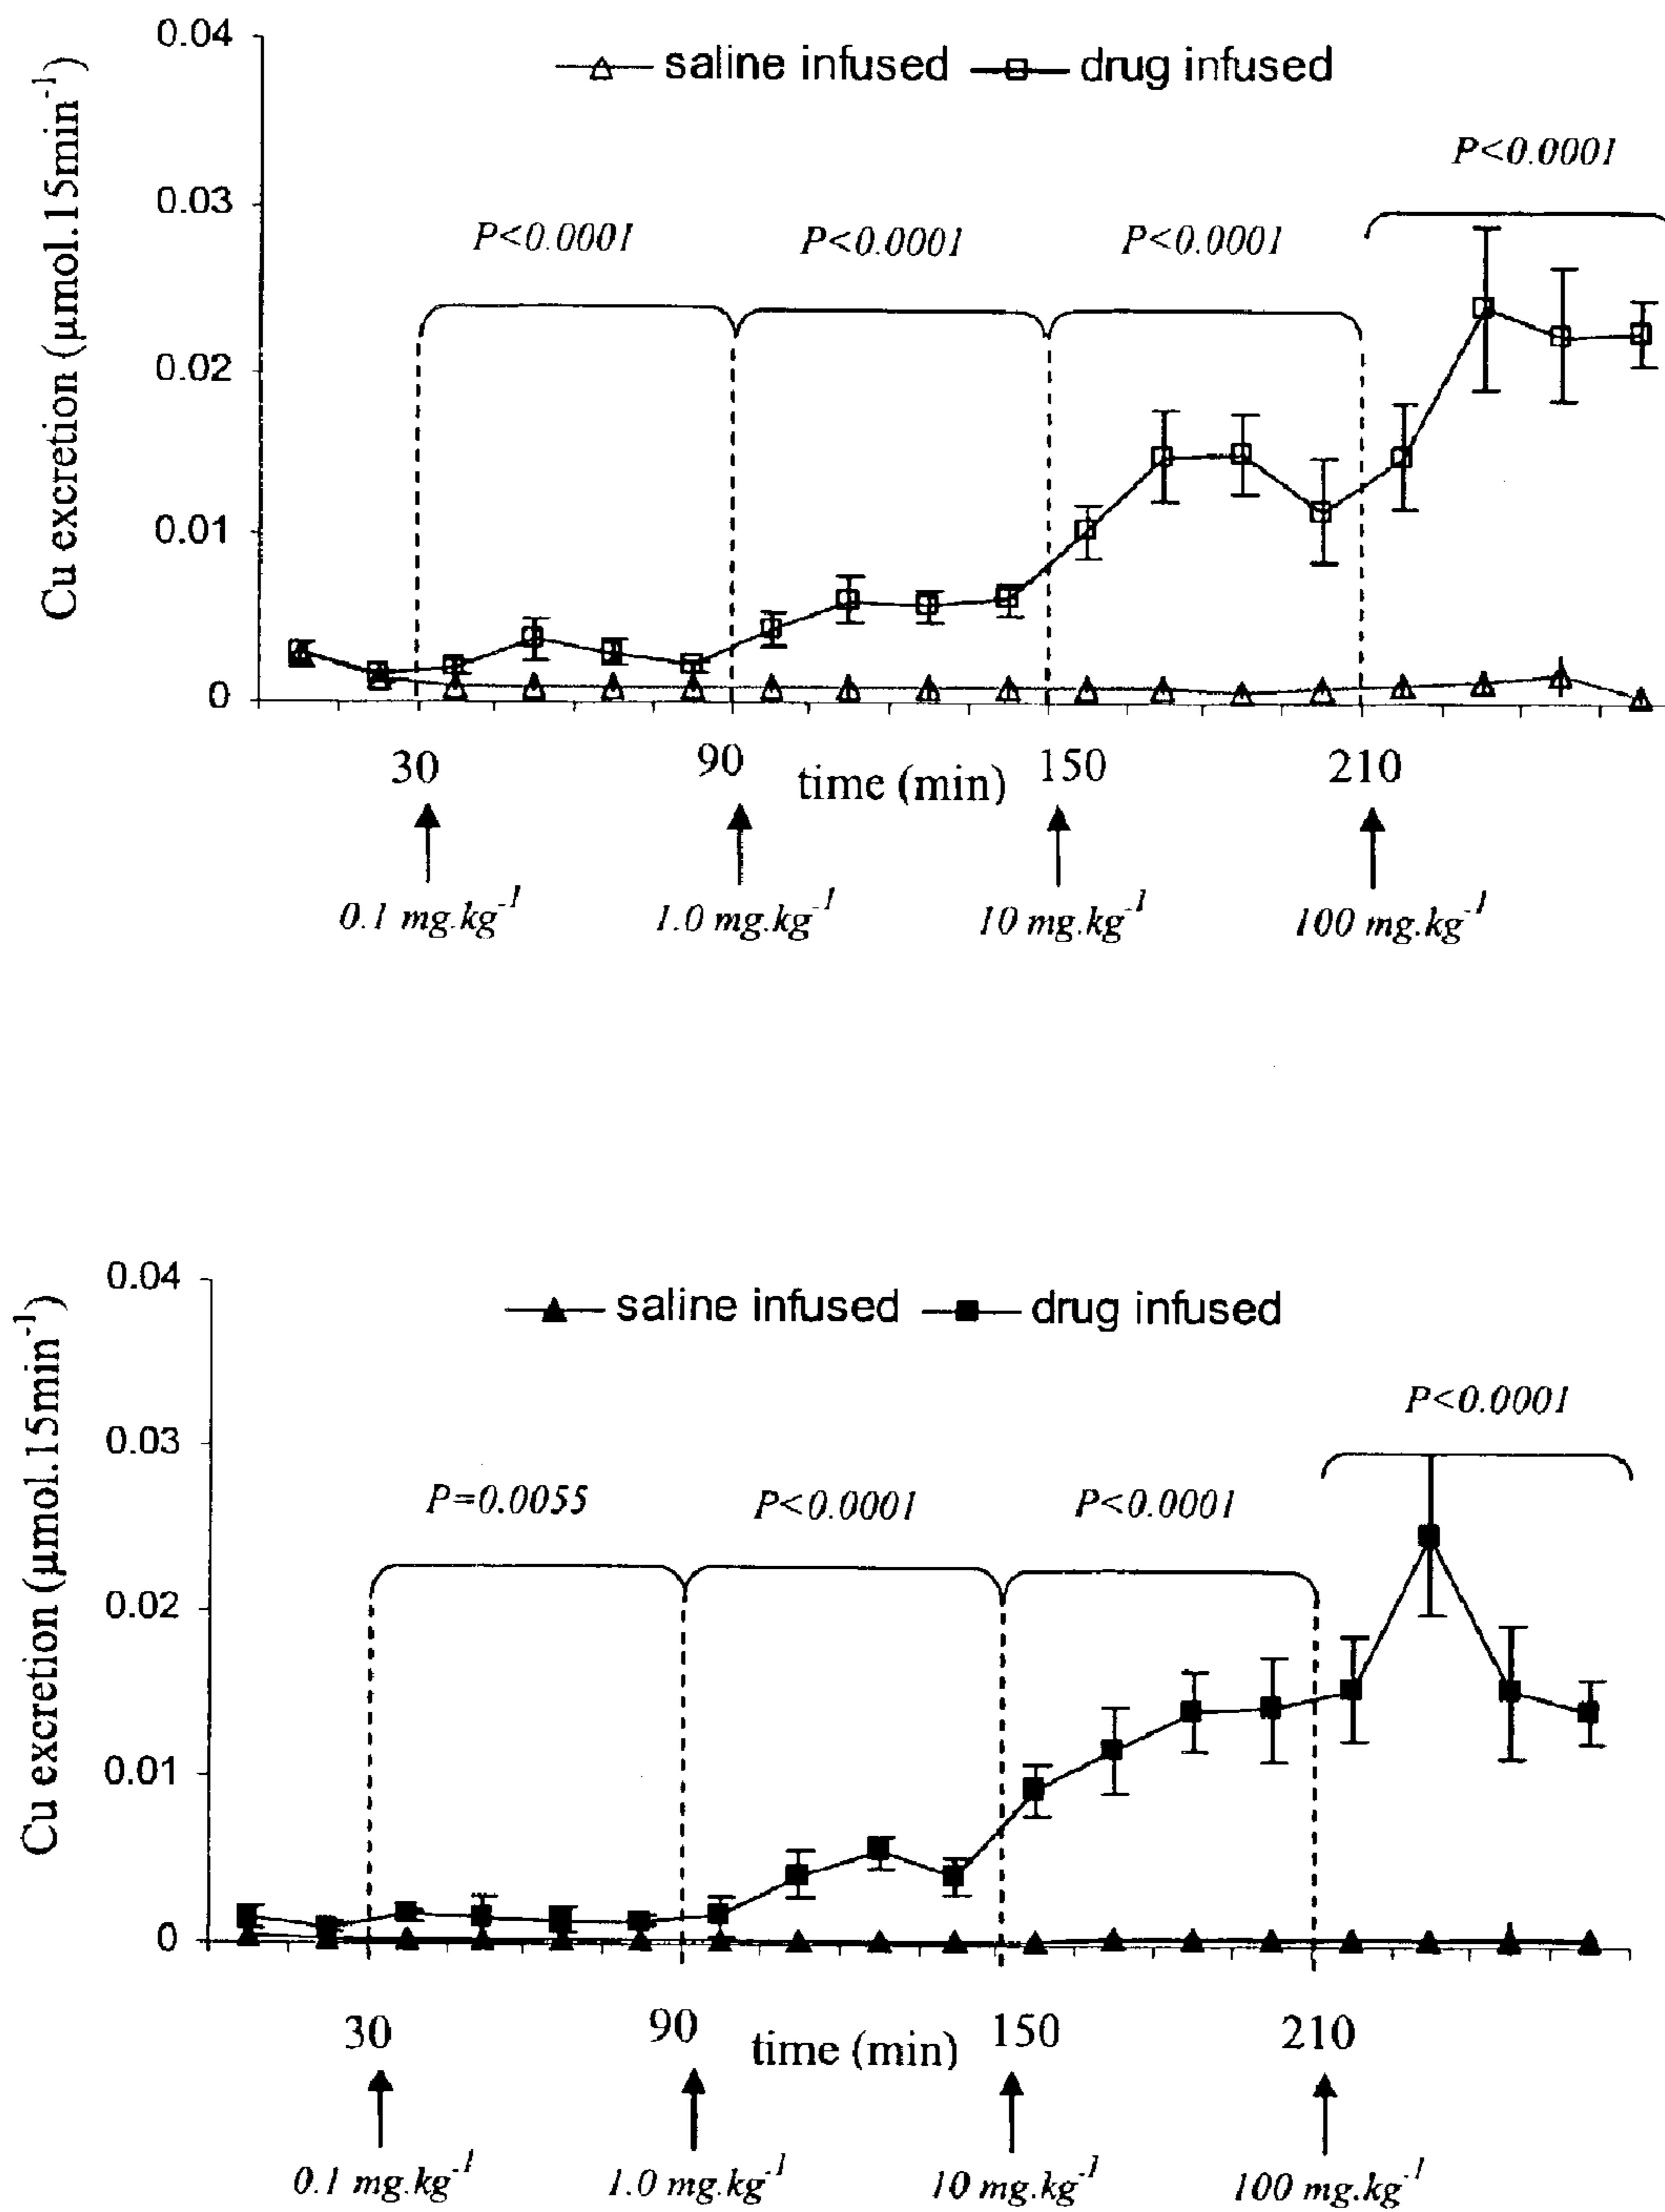 0.04
saline infused drug infused
P<0.0001
0.03
P<0.0001 P<0.0001 P<0.0001
0.02
0.01
0
Cu excretion (µmol.15min⁻¹)
30 90 time (min) 150 210
0.1 mg.kg⁻¹ 1.0 mg.kg⁻¹ 10 mg.kg⁻¹ 100 mg.kg⁻¹
0.04
saline infused drug infused
P<0.0001
0.03
P=0.0055 P<0.0001 P<0.0001
0.02
0.01
0
Cu excretion (µmol.15min⁻¹)
30 90 time (min) 150 210
0.1 mg.kg⁻¹ 1.0 mg.kg⁻¹ 10 mg.kg⁻¹ 100 mg.kg⁻¹